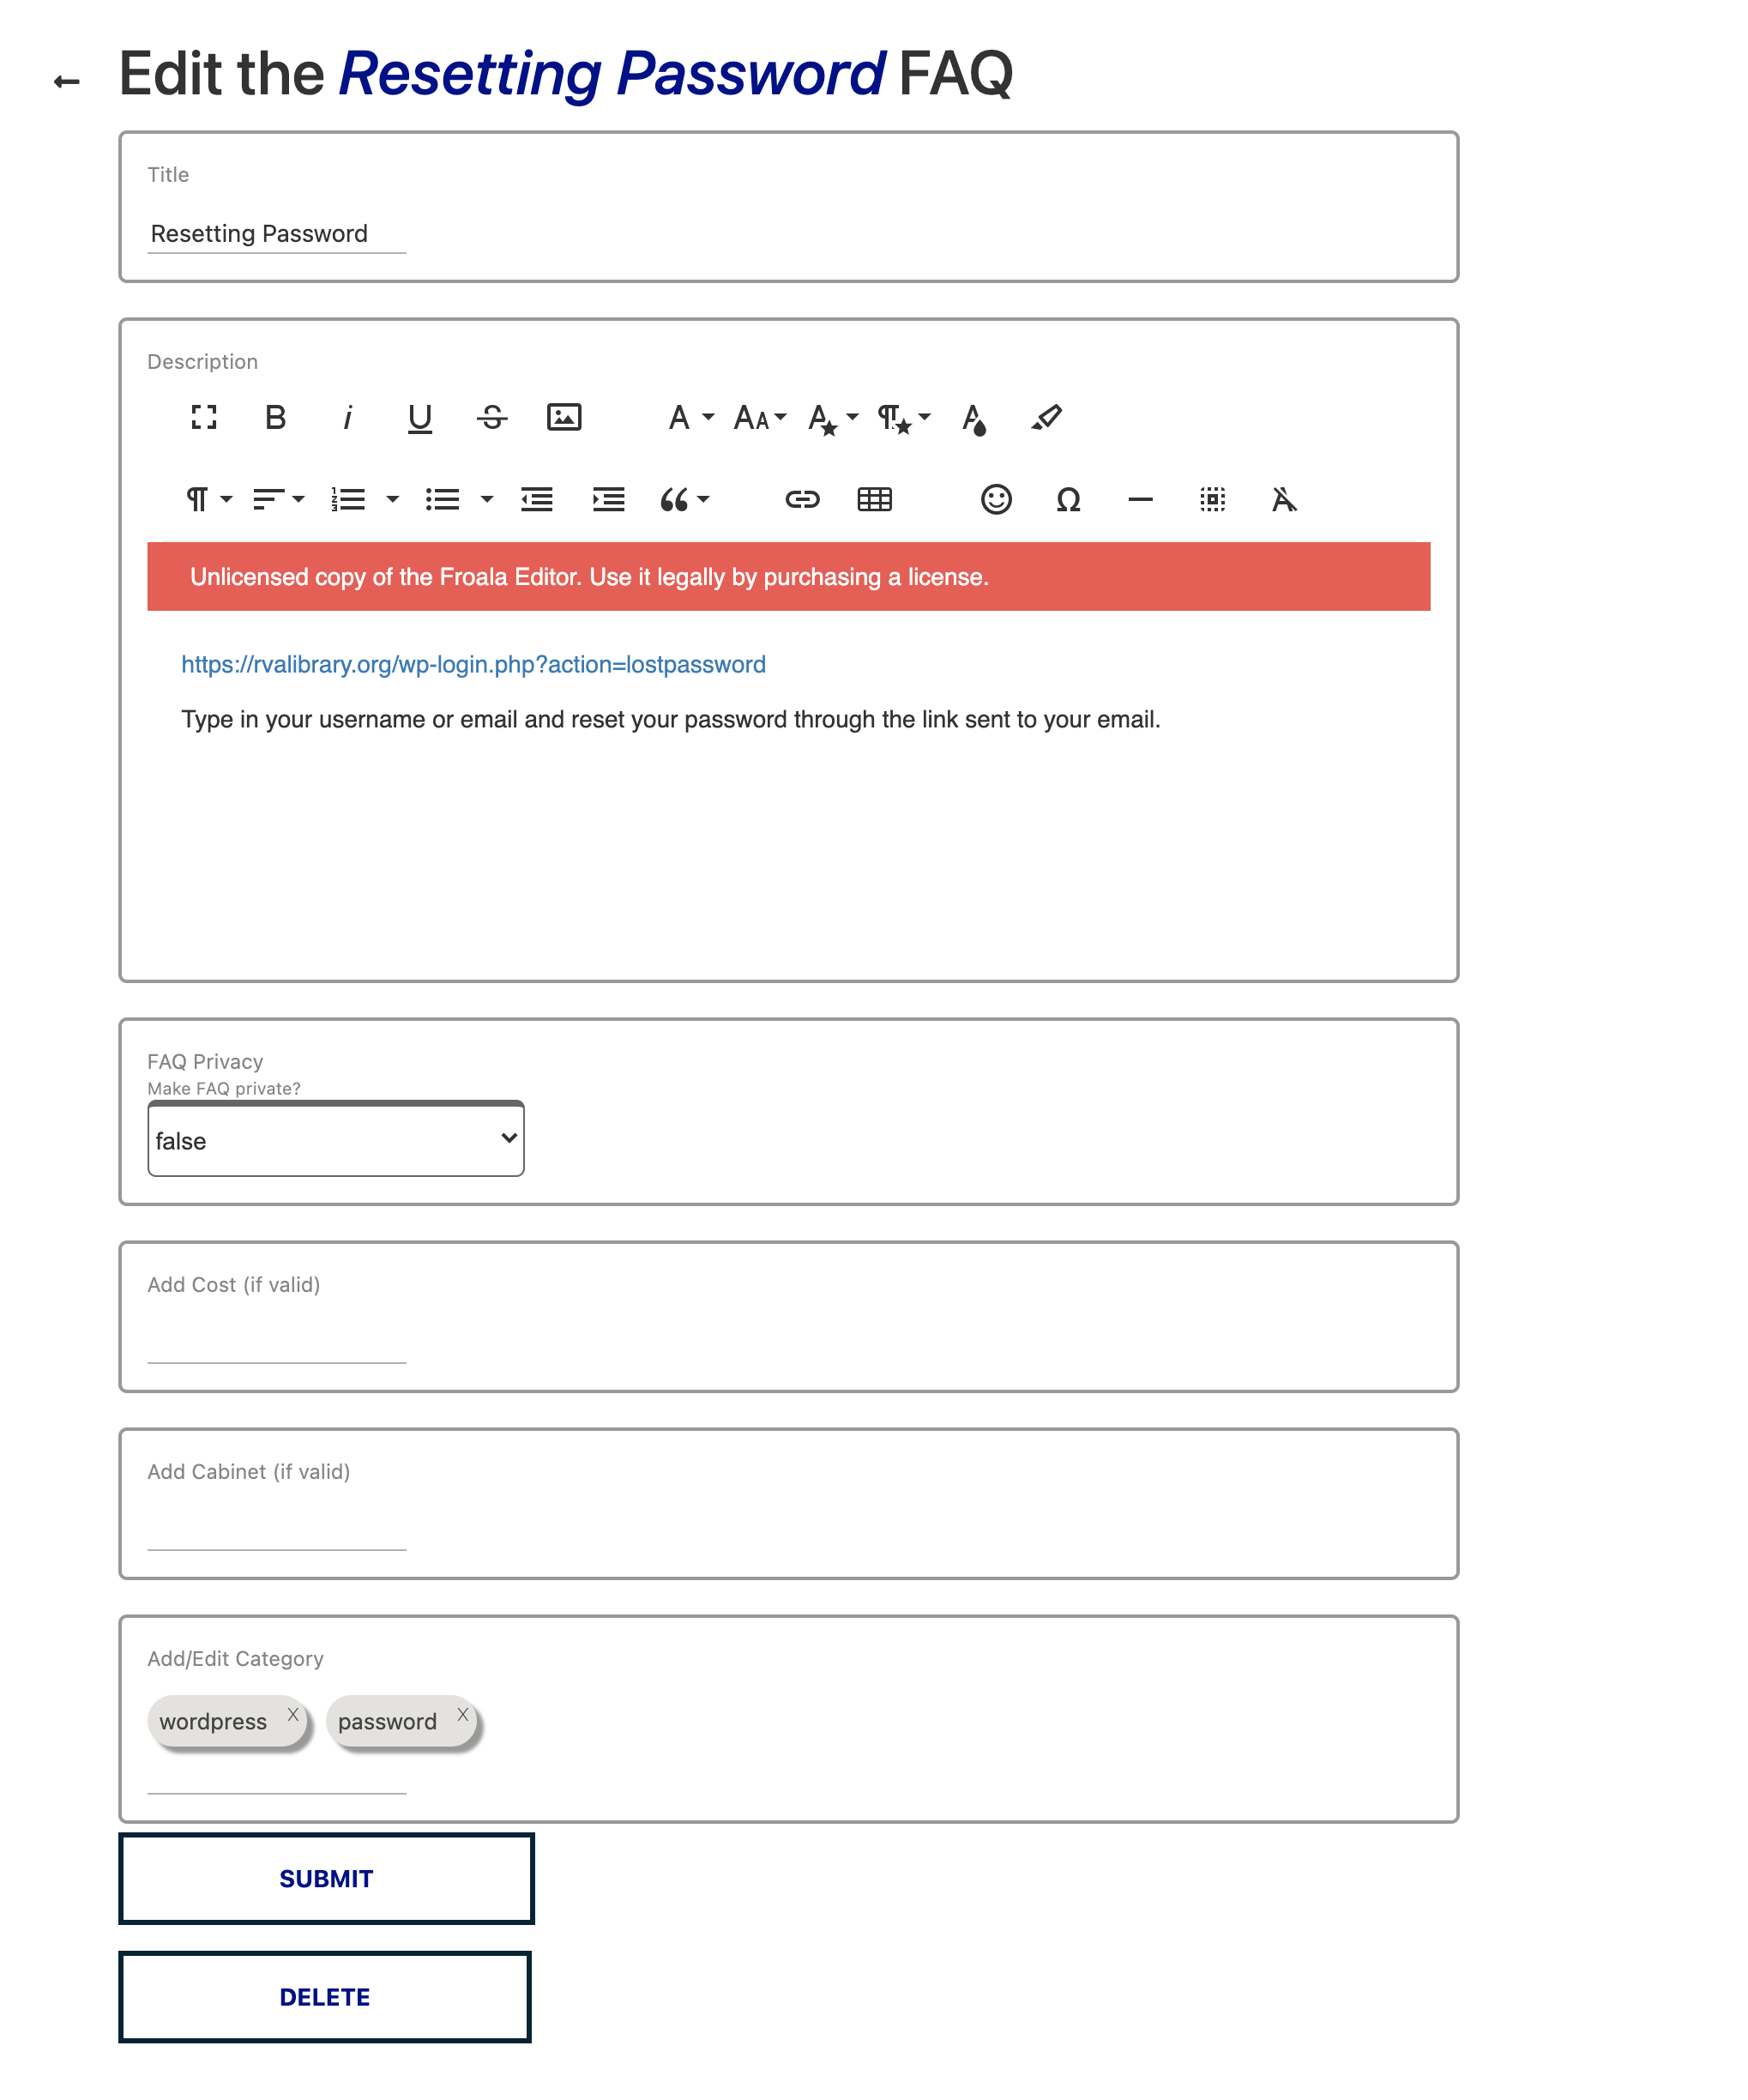 Edit the Resetting Password FAQ
Title
Resetting Password
Description
Unlicensed copy of the Froala Editor. Use it legally by purchasing a license.
https://rvalibrary.org/wp-login.php?action=lostpassword
Type in your username or email and reset your password through the link sent to your email.
FAQ Privacy
Make FAQ private?
false
Add Cost (if valid)
Add Cabinet (if valid)
Add/Edit Category
wordpress X password X
SUBMIT
DELETE